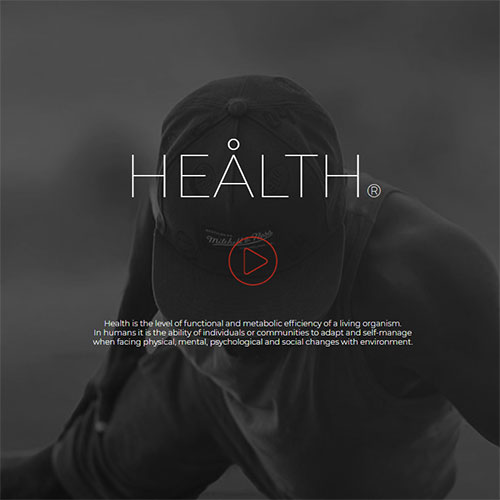 HEÅLTH®
Mitchell & Ness
Health is the level of functional and metabolic efficiency of a living organism.
In humans it is the ability of individuals or communities to adapt and self-manage
when facing physical, mental, psychological and social changes with environment.